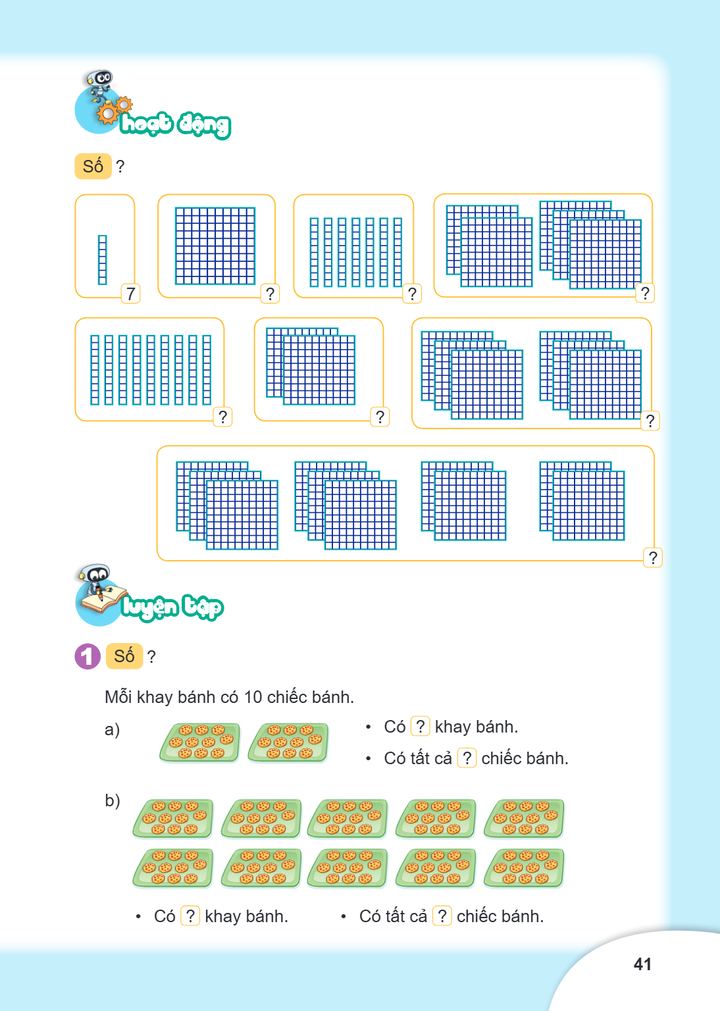 hoạt động
Số ?
7 ? ? ?
? ? ?
?
luyện tập
1 Số ?
Mỗi khay bánh có 10 chiếc bánh.
a)
• Có ? khay bánh.
• Có tất cả ? chiếc bánh.
b)
• Có ? khay bánh. • Có tất cả ? chiếc bánh.
41